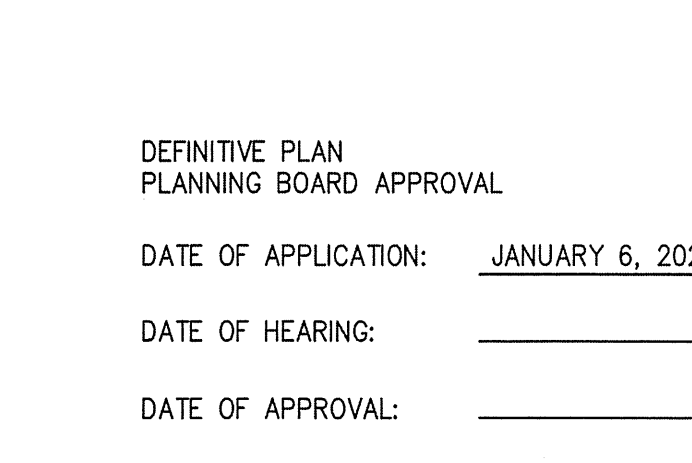 DEFINITIVE PLAN
PLANNING BOARD APPROVAL
DATE OF APPLICATION: JANUARY 6,
DATE OF HEARING:
DATE OF APPROVAL: